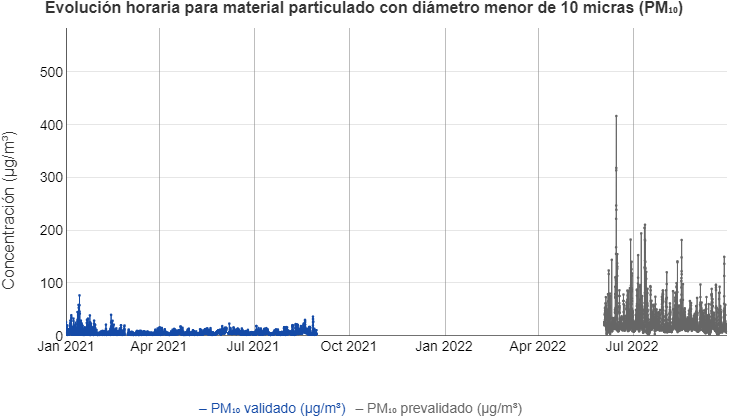 Evolución horaria para material particulado con diámetro menor de 10 micras (PM₁₀)
Concentración (µg/m³)
500
400
300
200
100
0
Jan 2021 Apr 2021 Jul 2021 Oct 2021 Jan 2022 Apr 2022 Jul 2022
– PM₁₀ validado (µg/m³) – PM₁₀ prevalidado (µg/m³)